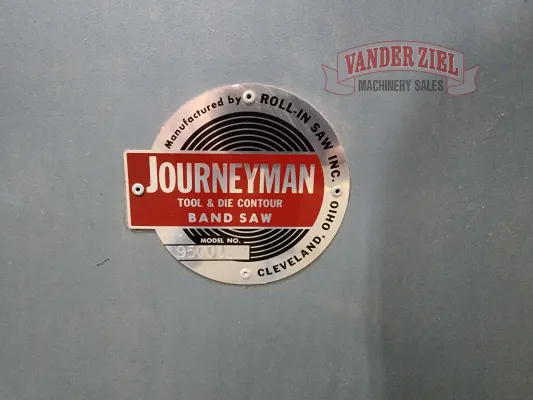 VANDER ZIEL
MACHINERY SALES
Manufactured by ROLL-IN SAW INC.
JOURNEYMAN
TOOL & DIE CONTOUR
BAND SAW
MODEL NO.
CLEVELAND, OHIO